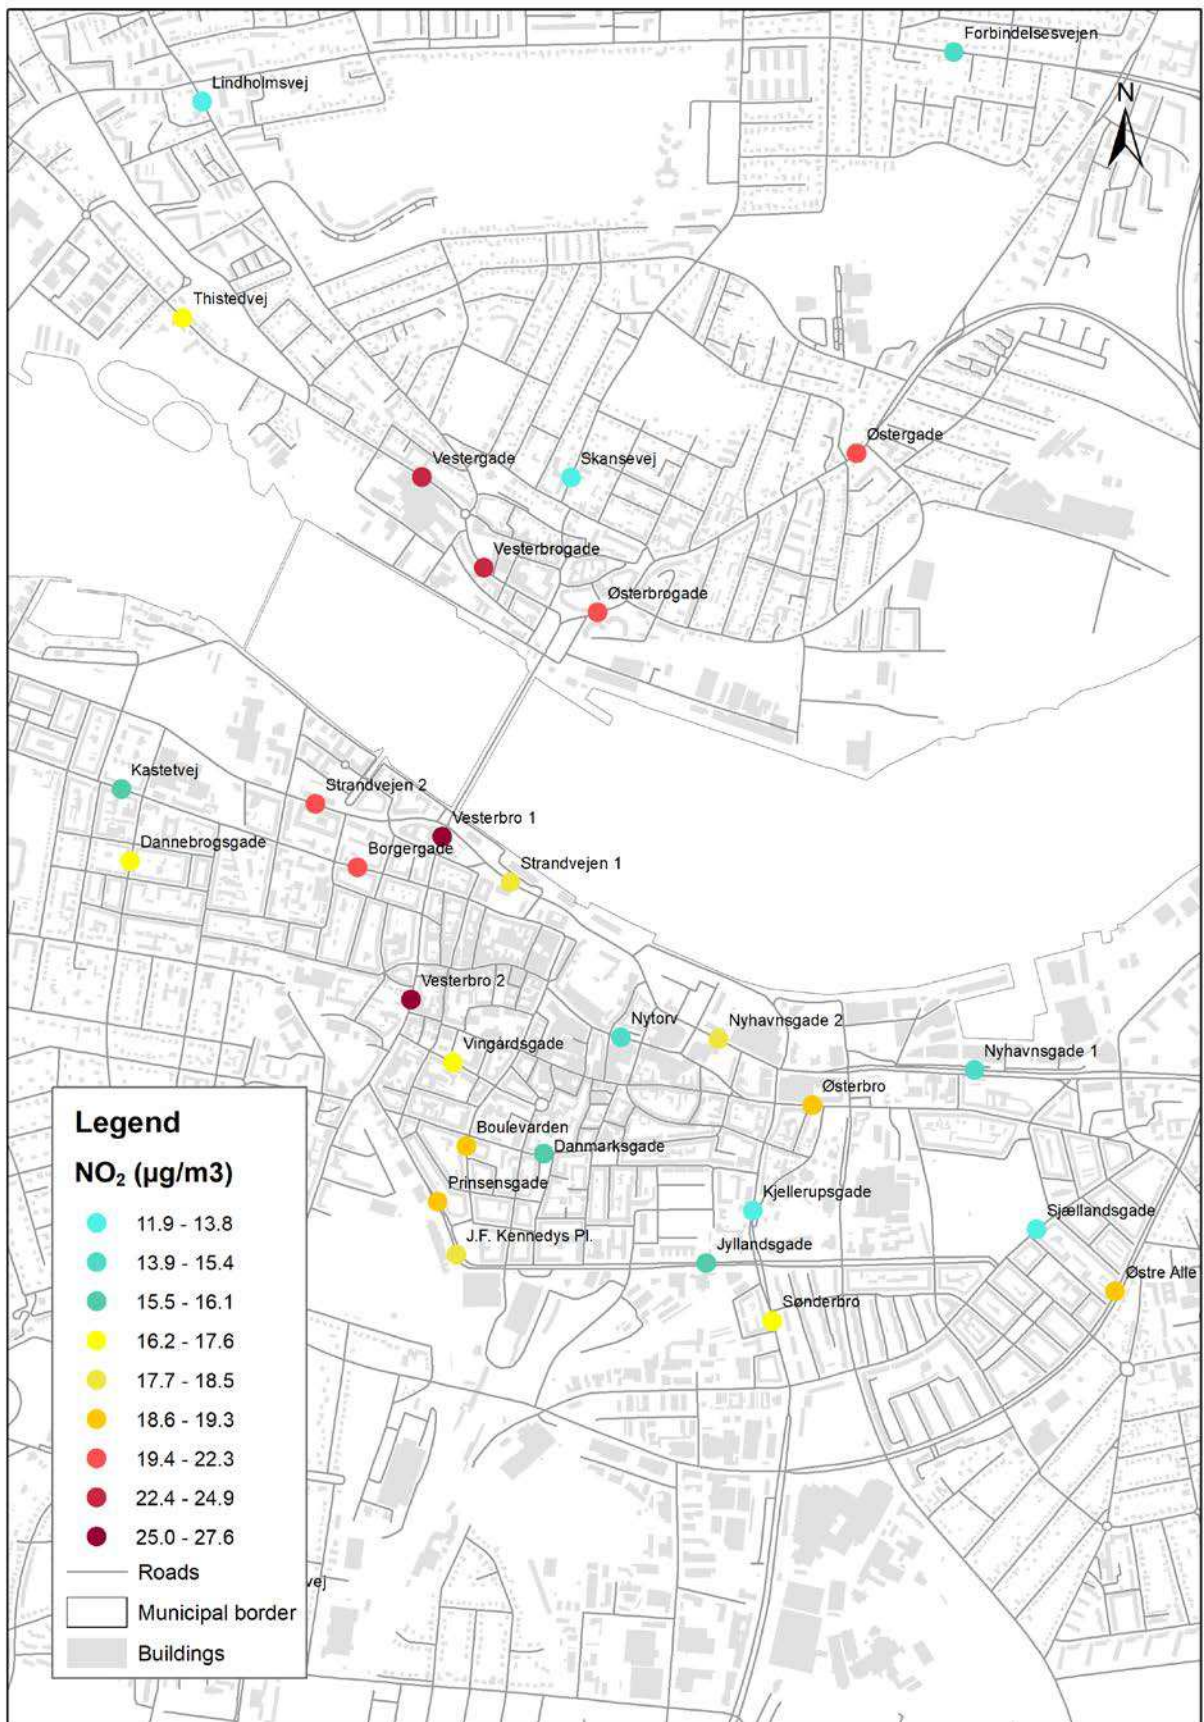 Forbindelsesvejen
Lindholmsvej
N
Thistedvej
Østergade
Vestergade
Skansevej
Vesterbrogade
Østerbrogade
Kastetvej
Strandvejen 2
Vesterbro 1
Dannebrogsgade
Borgergade
Strandvejen 1
Vesterbro 2
Nytorv
Nyhavnsgade 2
Vingårdsgade
Nyhavnsgade 1
Østerbro
Boulevarden
Danmarksgade
Prinsensgade
Kjellerupsgade
Sjællandsgade
J.F. Kennedys Pl.
Jyllandsgade
Østre Alle
Sønderbro
Legend
NO₂ (µg/m3)
11.9 - 13.8
13.9 - 15.4
15.5 - 16.1
16.2 - 17.6
17.7 - 18.5
18.6 - 19.3
19.4 - 22.3
22.4 - 24.9
25.0 - 27.6
Roads
vej
Municipal border
Buildings